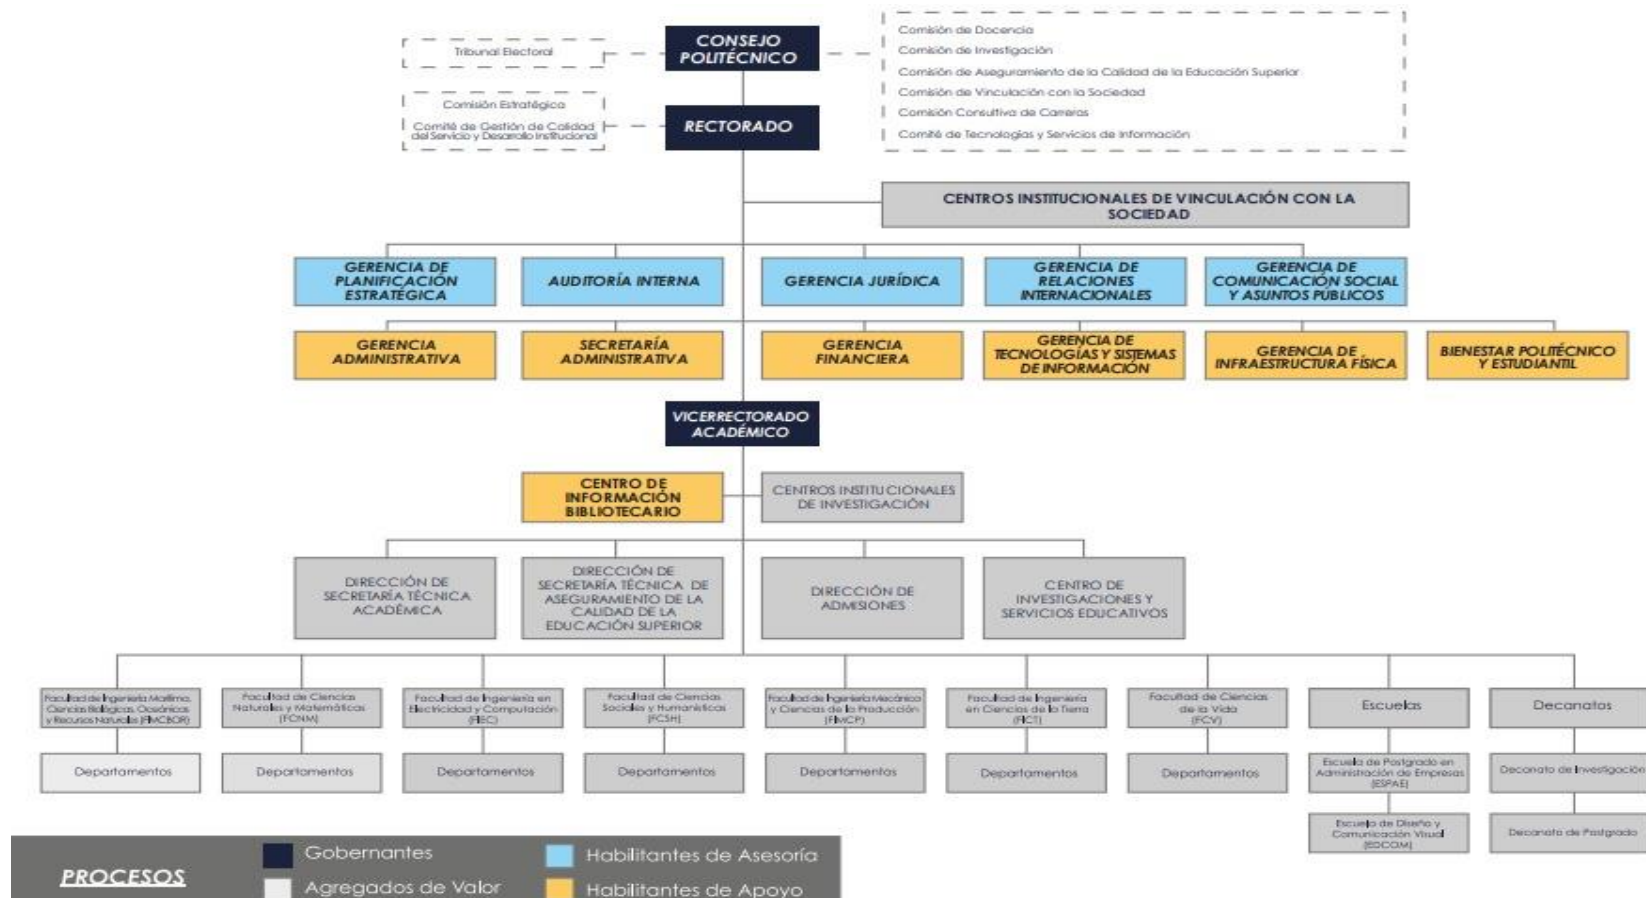 CONSEJO
POLITÉCNICO
Tribunal Electoral
Comisión de Docencia
Comisión de Investigación
Comisión de Aseguramiento de la Calidad de la Educación Superior
Comisión de Vinculación con la Sociedad
Comisión Consultiva de Carreras
Comité de Tecnologías y Servicios de Información
Comisión Estratégica
Comité de Gestión de Calidad
del Servicio y Desarrollo Institucional
RECTORADO
CENTROS INSTITUCIONALES DE VINCULACIÓN CON LA
SOCIEDAD
GERENCIA DE
PLANIFICACIÓN
ESTRATÉGICA
AUDITORÍA INTERNA
GERENCIA JURÍDICA
GERENCIA DE
RELACIONES
INTERNACIONALES
GERENCIA DE
COMUNICACIÓN SOCIAL
Y ASUNTOS PÚBLICOS
GERENCIA
ADMINISTRATIVA
SECRETARÍA
ADMINISTRATIVA
GERENCIA
FINANCIERA
GERENCIA DE
TECNOLOGÍAS Y SISTEMAS
DE INFORMACIÓN
GERENCIA DE
INFRAESTRUCTURA FÍSICA
BIENESTAR POLITÉCNICO
Y ESTUDIANTIL
VICERRECTORADO
ACADÉMICO
CENTRO DE
INFORMACIÓN
BIBLIOTECARIO
CENTROS INSTITUCIONALES
DE INVESTIGACIÓN
DIRECCIÓN DE
SECRETARÍA TÉCNICA
ACADÉMICA
DIRECCIÓN DE
SECRETARÍA TÉCNICA DE
ASEGURAMIENTO DE LA
CALIDAD DE LA
EDUCACIÓN SUPERIOR
DIRECCIÓN DE
ADMISIONES
CENTRO DE
INVESTIGACIONES Y
SERVICIOS EDUCATIVOS
Facultad de Ingeniería Marítima,
Ciencias Biológicas, Oceánicas
y Recursos Naturales (FIMCBOR)
Facultad de Ciencias
Naturales y Matemáticas
(FCNM)
Facultad de Ingeniería en
Electricidad y Computación
(FIEC)
Facultad de Ciencias
Sociales y Humanísticas
(FCSH)
Facultad de Ingeniería Mecánica
y Ciencias de la Producción
(FIMCP)
Facultad de Ingeniería
en Ciencias de la Tierra
(FICT)
Facultad de Ciencias
de la Vida
(FCV)
Escuelas
Decanatos
Departamentos
Departamentos
Departamentos
Departamentos
Departamentos
Departamentos
Departamentos
Escuela de Postgrado en
Administración de Empresas
(ESPAE)
Decanato de Investigación
Escuela de Diseño y
Comunicación Visual
(EDCOM)
Decanato de Postgrado
PROCESOS
Gobernantes
Habilitantes de Asesoría
Agregados de Valor
Habilitantes de Apoyo